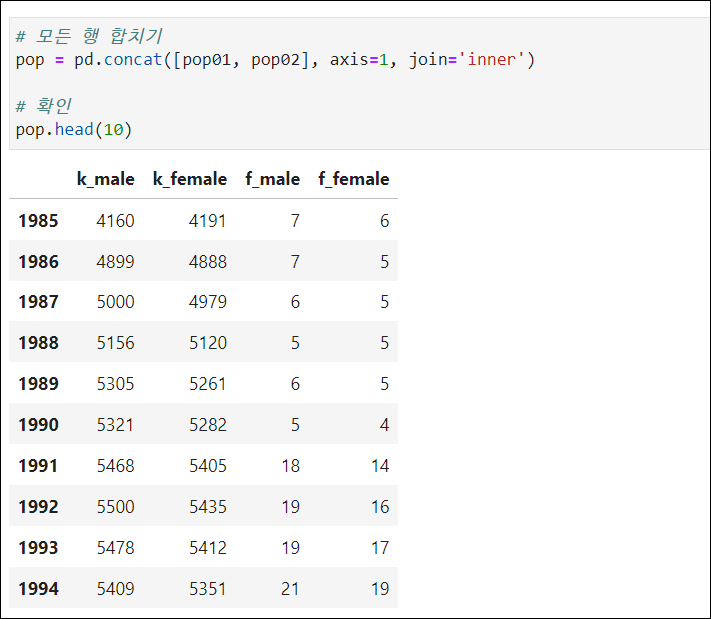 # 모든 행 합치기
pop = pd.concat([pop01, pop02], axis=1, join='inner')
# 확인
pop.head(10)
k_male k_female f_male f_female
1985 4160 4191 7 6
1986 4899 4888 7 5
1987 5000 4979 6 5
1988 5156 5120 5 5
1989 5305 5261 6 5
1990 5321 5282 5 4
1991 5468 5405 18 14
1992 5500 5435 19 16
1993 5478 5412 19 17
1994 5409 5351 21 19